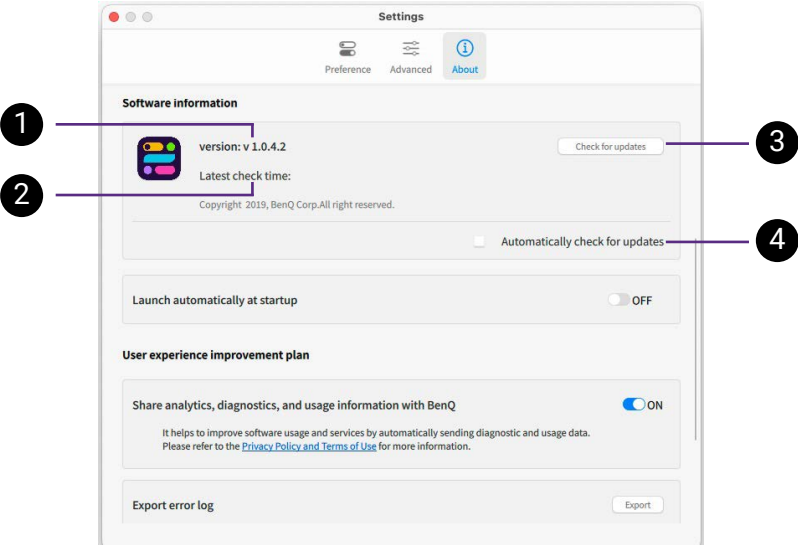 Settings
Preference Advanced About
Software information
1
version: v 1.0.4.2
Check for updates
3
2
Latest check time:
Copyright 2019, BenQ Corp.All right reserved.
Automatically check for updates
4
Launch automatically at startup
OFF
User experience improvement plan
Share analytics, diagnostics, and usage information with BenQ
ON
It helps to improve software usage and services by automatically sending diagnostic and usage data.
Please refer to the Privacy Policy and Terms of Use for more information.
Export error log
Export